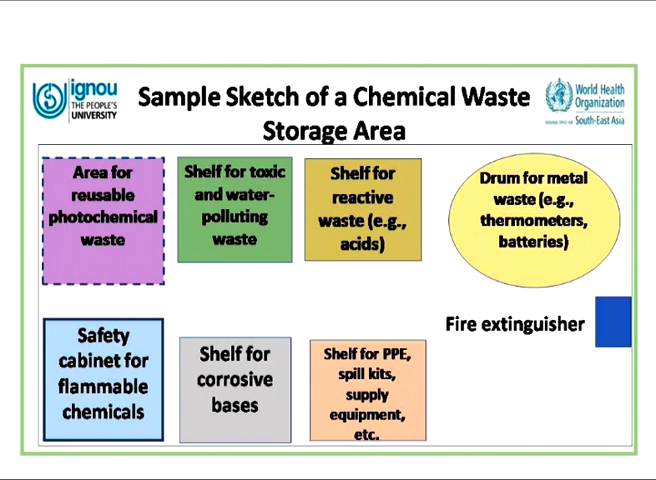 ignou
THE PEOPLE'S
UNIVERSITY
Sample Sketch of a Chemical Waste
Storage Area
World Health
Organization
South-East Asia
Area for
reusable
photochemical
waste
Shelf for toxic
and water-
polluting
waste
Shelf for
reactive
waste (e.g.,
acids)
Drum for metal
waste (e.g.,
thermometers,
batteries)
Fire extinguisher
Safety
cabinet for
flammable
chemicals
Shelf for
corrosive
bases
Shelf for PPE,
spill kits,
supply
equipment,
etc.